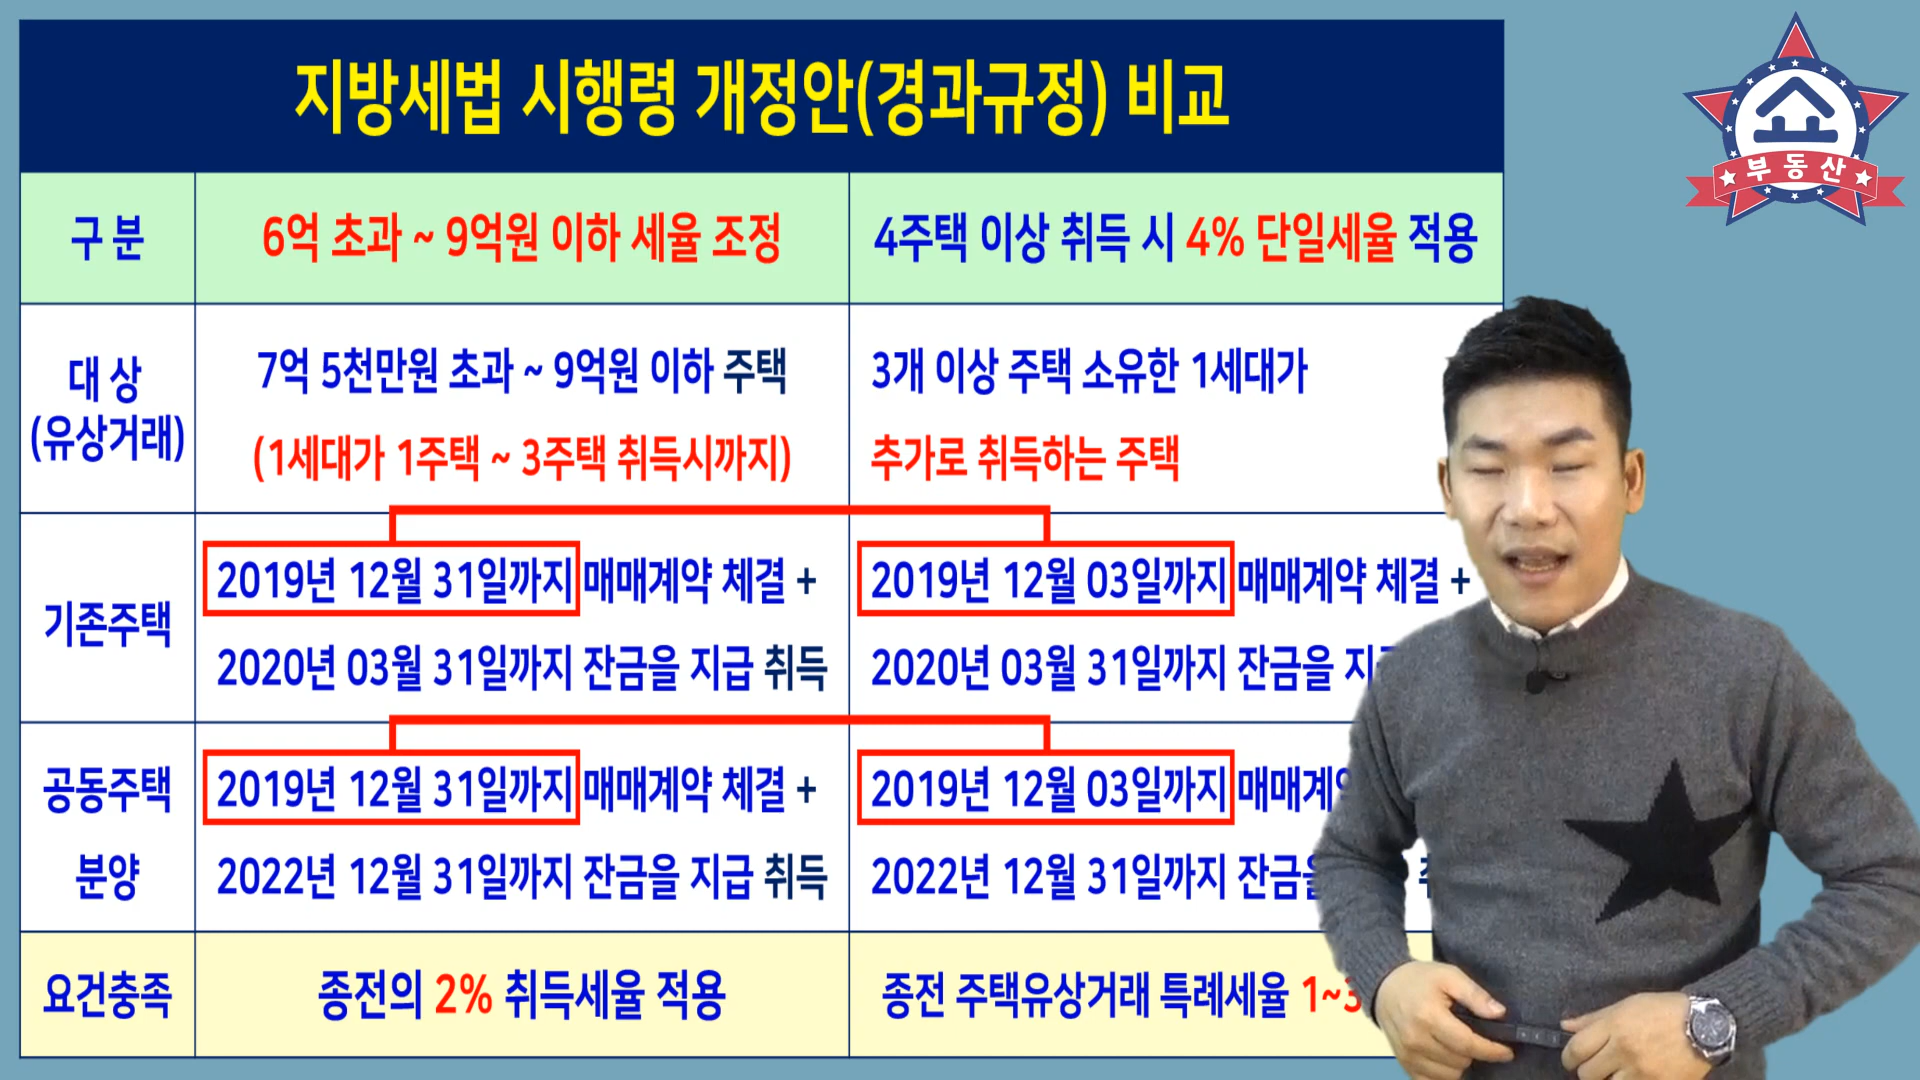 지방세법 시행령 개정안(경과규정) 비교
쇼
부동산
구 분
6억 초과 ~ 9억원 이하 세율 조정
4주택 이상 취득 시 4% 단일세율 적용
대 상
(유상거래)
7억 5천만원 초과 ~ 9억원 이하 주택
(1세대가 1주택 ~ 3주택 취득시까지)
3개 이상 주택 소유한 1세대가
추가로 취득하는 주택
기존주택
2019년 12월 31일까지 매매계약 체결 +
2020년 03월 31일까지 잔금을 지급 취득
2019년 12월 03일까지 매매계약 체결 +
2020년 03월 31일까지 잔금을
공동주택
분양
2019년 12월 31일까지 매매계약 체결 +
2022년 12월 31일까지 잔금을 지급 취득
2019년 12월 03일까지
2022년 12월 31일까지
요건충족
종전의 2% 취득세율 적용
종전 주택유상거래 특례세율 1~3